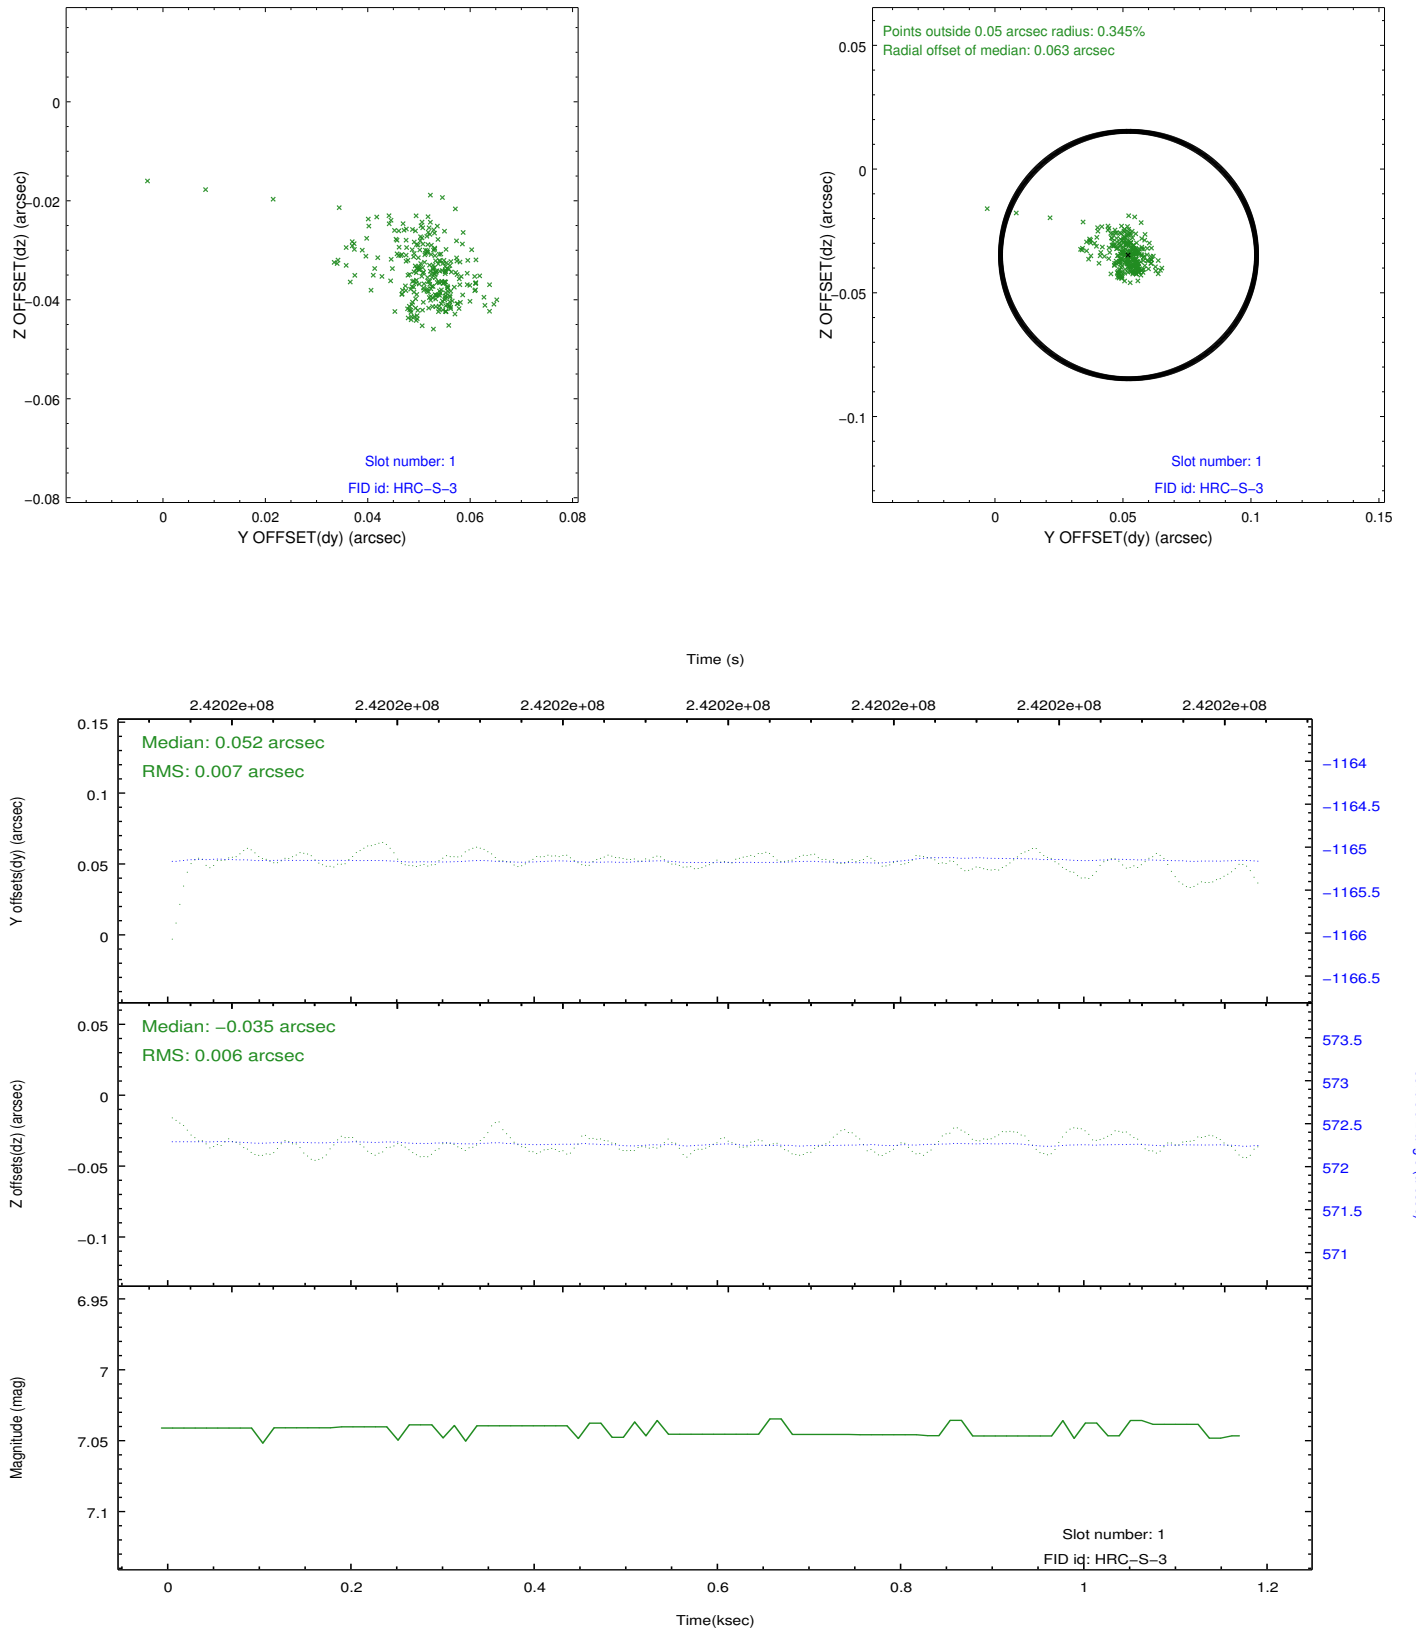 0
−0.02
−0.04
−0.06
−0.08
Z OFFSET(dz) (arcsec)
Slot number: 1
FID id: HRC−S−3
0 0.02 0.04 0.06 0.08
Y OFFSET(dy) (arcsec)
Points outside 0.05 arcsec radius: 0.345%
Radial offset of median: 0.063 arcsec
0.05
0
−0.05
−0.1
Z OFFSET(dz) (arcsec)
Slot number: 1
FID id: HRC−S−3
0 0.05 0.1 0.15
Y OFFSET(dy) (arcsec)
Time (s)
2.4202e+08 2.4202e+08 2.4202e+08 2.4202e+08 2.4202e+08 2.4202e+08 2.4202e+08
Median: 0.052 arcsec
RMS: 0.007 arcsec
0.15
0.1
0.05
0
Y offsets(dy) (arcsec)
−1164
−1164.5
−1165
−1165.5
−1166
−1166.5
Median: −0.035 arcsec
RMS: 0.006 arcsec
0.05
0
−0.05
−0.1
Z offsets(dz) (arcsec)
573.5
573
572.5
572
571.5
571
6.95
7
7.05
7.1
Magnitude (mag)
Slot number: 1
FID id: HRC−S−3
0 0.2 0.4 0.6 0.8 1 1.2
Time(ksec)